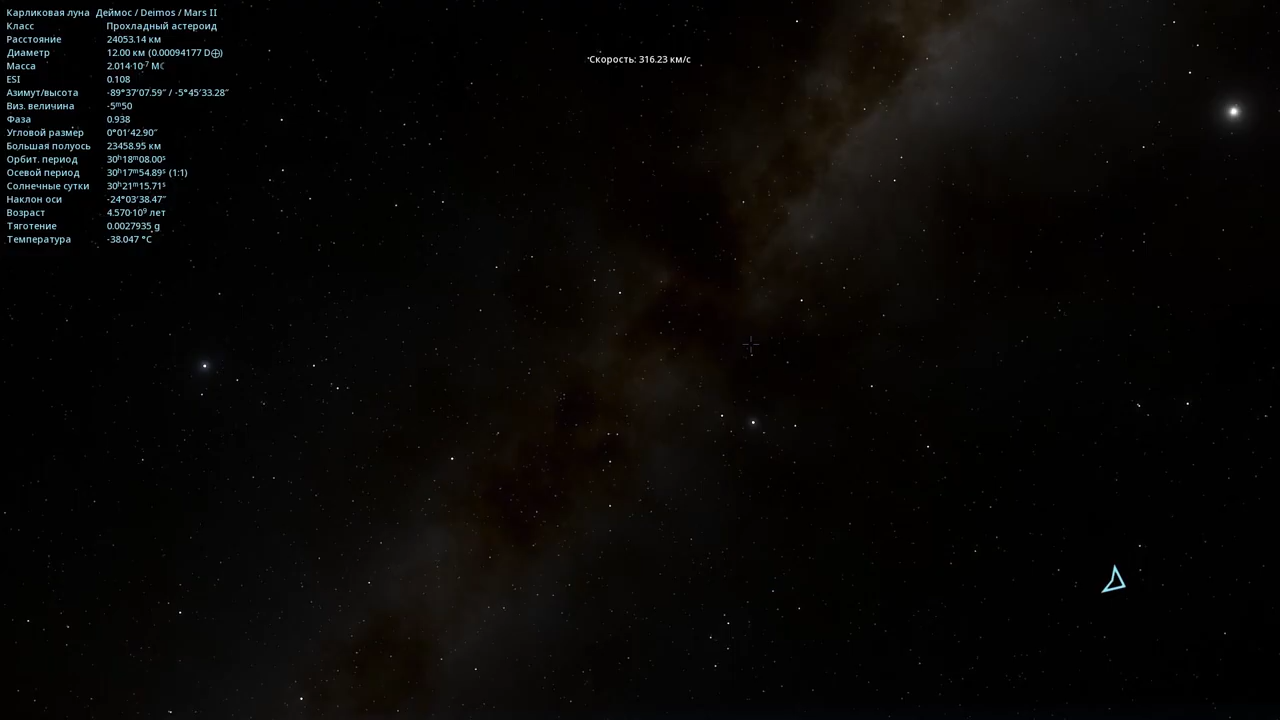 Карликовая луна Деймос / Deimos / Mars II
Класс Прохладный астероид
Расстояние 24053.14 км
Диаметр 12.00 км (0.00094177 D⊕)
Масса 2.014·10⁻⁷ M☾
ESI 0.108
Азимут/высота -89°37′07.59″ / -5°45′33.28″
Виз. величина -5ᵐ50
Фаза 0.938
Угловой размер 0°01′42.90″
Большая полуось 23458.95 км
Орбит. период 30ʰ18ᵐ08.00ˢ
Осевой период 30ʰ17ᵐ54.89ˢ (1:1)
Солнечные сутки 30ʰ21ᵐ15.71ˢ
Наклон оси -24°03′38.47″
Возраст 4.570·10⁹ лет
Тяготение 0.0027935 g
Температура -38.047 °C
Скорость: 316.23 км/с